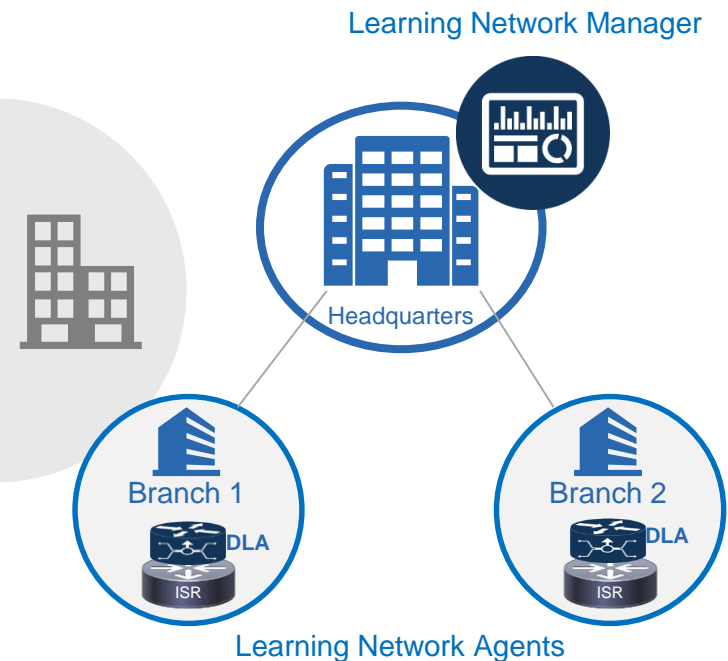 Learning Network Manager
Headquarters
Branch 1
DLA
ISR
Branch 2
DLA
ISR
Learning Network Agents